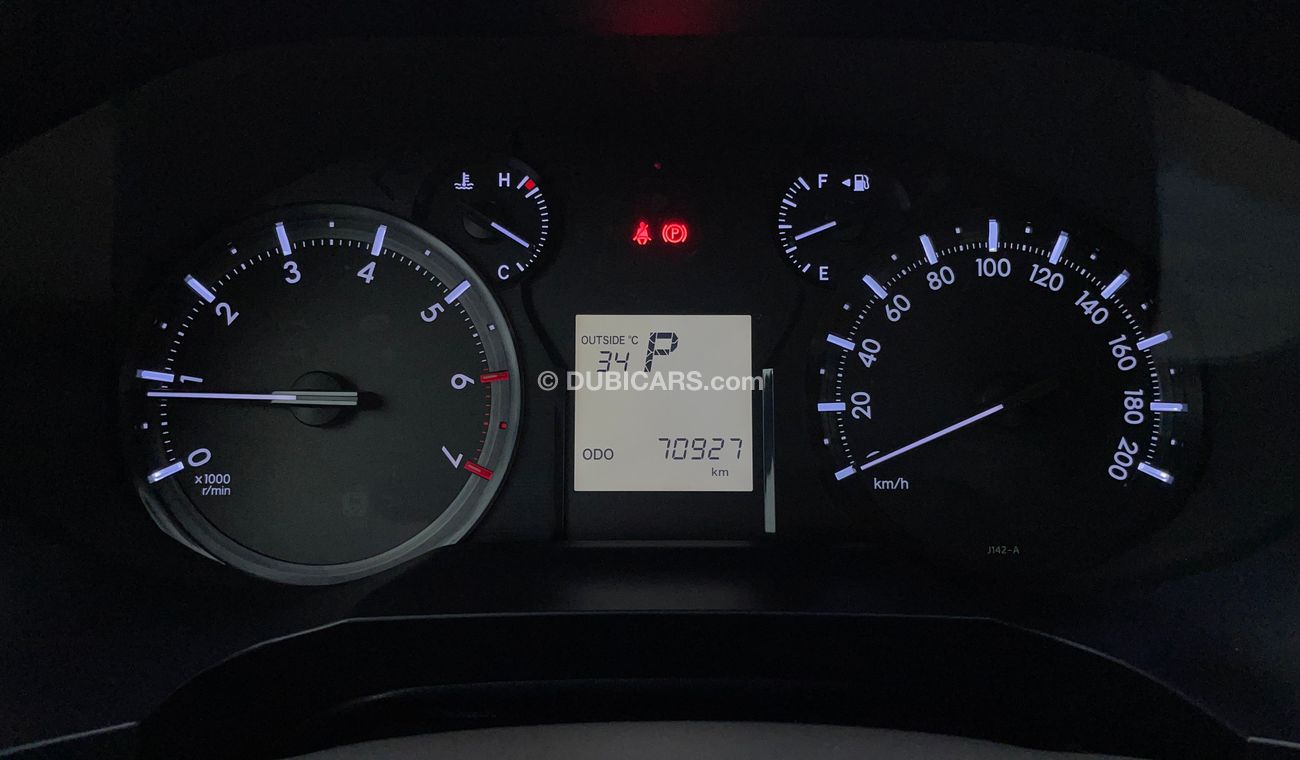 H
C
F
E
0
1
2
3
4
5
6
7
x1000
r/min
P
OUTSIDE °C
34 P
© DUBICARS.com
ODO 70927
km
20
40
60
80
100
120
140
160
180
200
km/h
J142-A